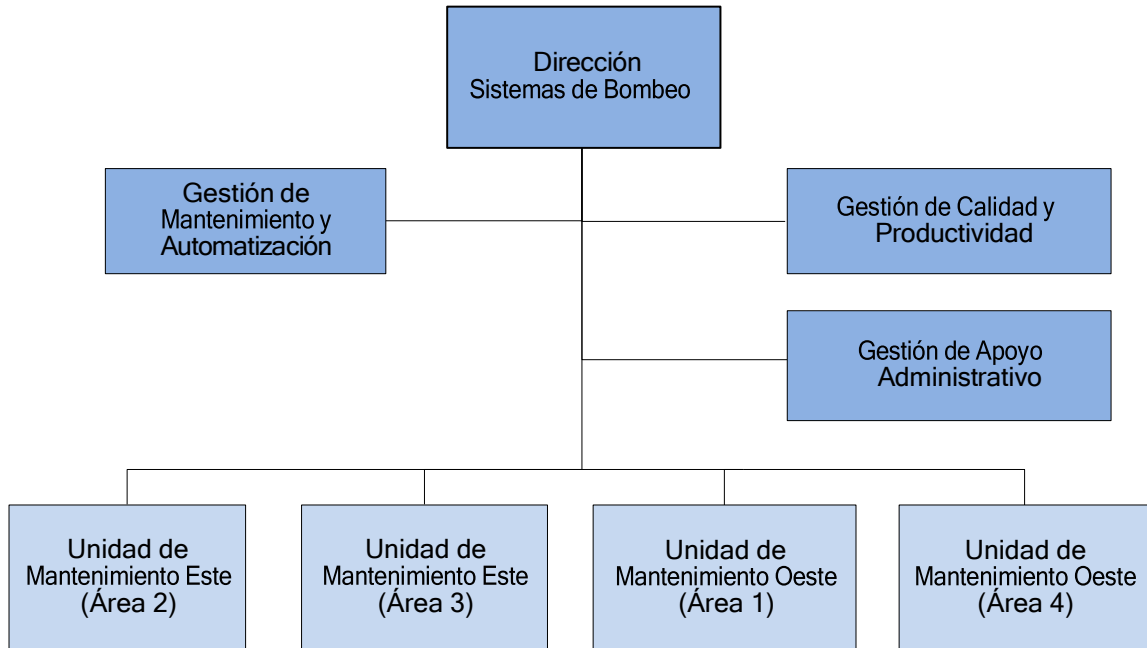 Dirección
Sistemas de Bombeo
Gestión de
Mantenimiento y
Automatización
Gestión de Calidad y
Productividad
Gestión de Apoyo
Administrativo
Unidad de
Mantenimiento Este
(Área 2)
Unidad de
Mantenimiento Este
(Área 3)
Unidad de
Mantenimiento Oeste
(Área 1)
Unidad de
Mantenimiento Oeste
(Área 4)